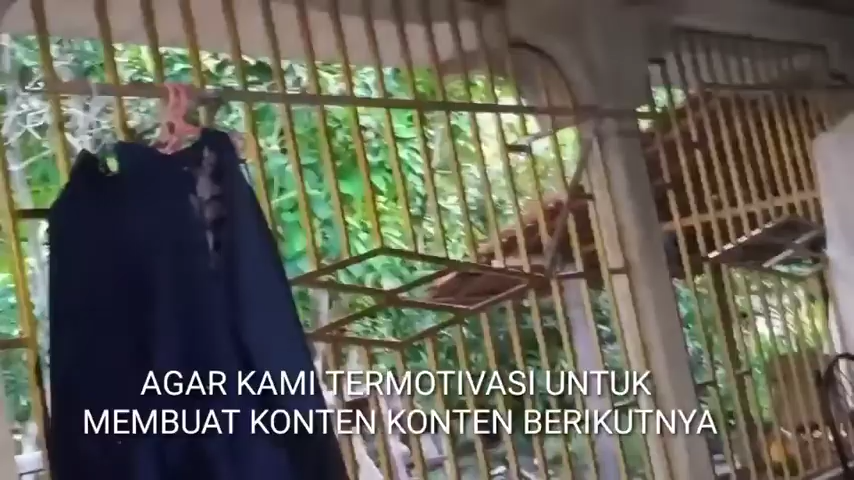 AGAR KAMI TERMOTIVASI UNTUK
MEMBUAT KONTEN KONTEN BERIKUTNYA